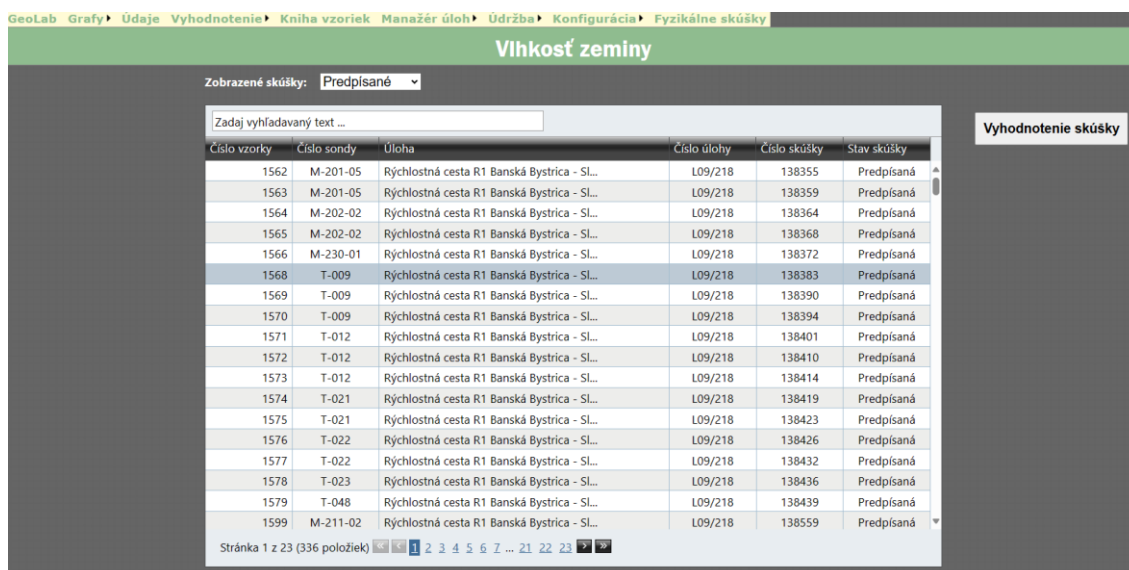 GeoLab Grafy Údaje Vyhodnotenie Kniha vzoriek Manažér úloh Údržba Konfigurácia Fyzikálne skúšky
Vlhkosť zeminy
Zobrazené skúšky: Predpísané
Zadaj vyhľadavaný text ...
Vyhodnotenie skúšky
Číslo vzorky Číslo sondy Úloha Číslo úlohy Číslo skúšky Stav skúšky
1562 M-201-05 Rýchlostná cesta R1 Banská Bystrica - Sl... L09/218 138355 Predpísaná
1563 M-201-05 Rýchlostná cesta R1 Banská Bystrica - Sl... L09/218 138359 Predpísaná
1564 M-202-02 Rýchlostná cesta R1 Banská Bystrica - Sl... L09/218 138364 Predpísaná
1565 M-202-02 Rýchlostná cesta R1 Banská Bystrica - Sl... L09/218 138368 Predpísaná
1566 M-230-01 Rýchlostná cesta R1 Banská Bystrica - Sl... L09/218 138372 Predpísaná
1568 T-009 Rýchlostná cesta R1 Banská Bystrica - Sl... L09/218 138383 Predpísaná
1569 T-009 Rýchlostná cesta R1 Banská Bystrica - Sl... L09/218 138390 Predpísaná
1570 T-009 Rýchlostná cesta R1 Banská Bystrica - Sl... L09/218 138394 Predpísaná
1571 T-012 Rýchlostná cesta R1 Banská Bystrica - Sl... L09/218 138401 Predpísaná
1572 T-012 Rýchlostná cesta R1 Banská Bystrica - Sl... L09/218 138410 Predpísaná
1573 T-012 Rýchlostná cesta R1 Banská Bystrica - Sl... L09/218 138414 Predpísaná
1574 T-021 Rýchlostná cesta R1 Banská Bystrica - Sl... L09/218 138419 Predpísaná
1575 T-021 Rýchlostná cesta R1 Banská Bystrica - Sl... L09/218 138423 Predpísaná
1576 T-022 Rýchlostná cesta R1 Banská Bystrica - Sl... L09/218 138426 Predpísaná
1577 T-022 Rýchlostná cesta R1 Banská Bystrica - Sl... L09/218 138432 Predpísaná
1578 T-023 Rýchlostná cesta R1 Banská Bystrica - Sl... L09/218 138436 Predpísaná
1579 T-048 Rýchlostná cesta R1 Banská Bystrica - Sl... L09/218 138439 Predpísaná
1599 M-211-02 Rýchlostná cesta R1 Banská Bystrica - Sl... L09/218 138559 Predpísaná
Stránka 1 z 23 (336 položiek) « < 1 2 3 4 5 6 7 ... 21 22 23 > »